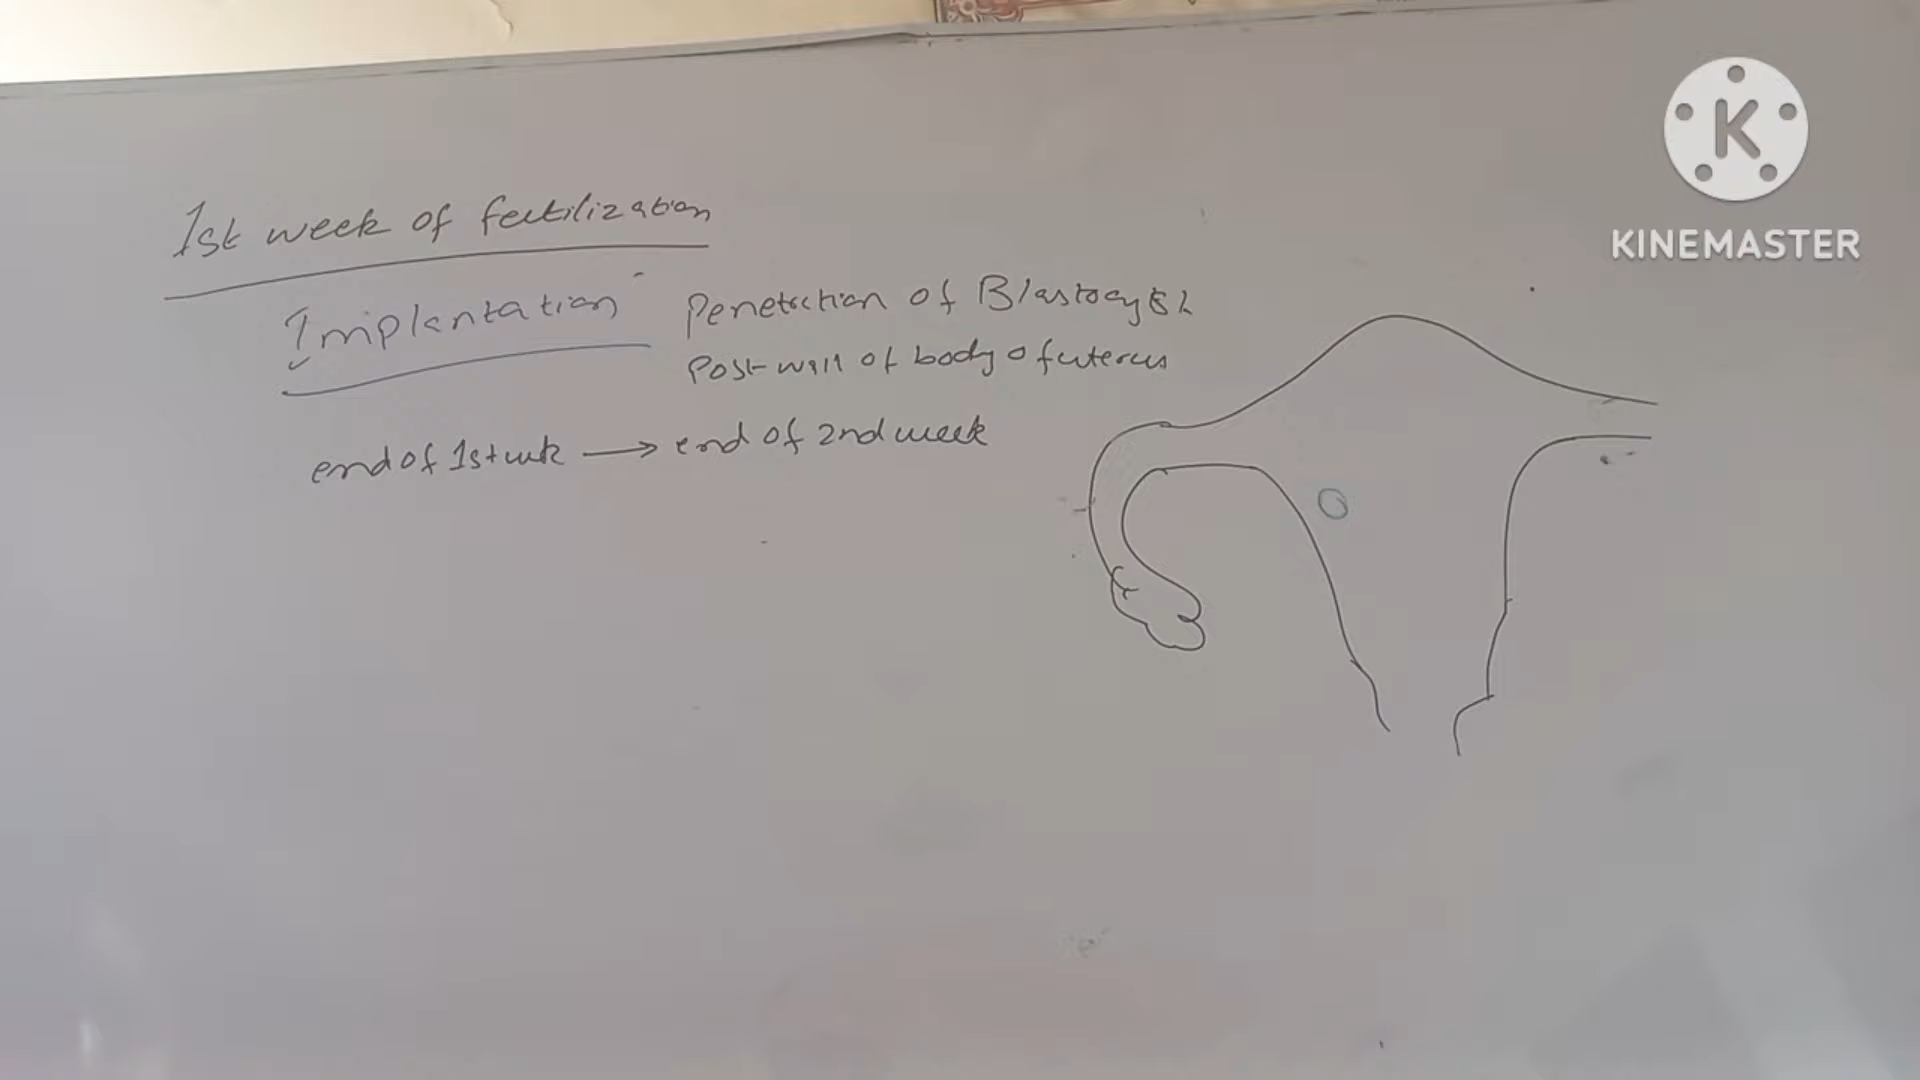 1st week of fertilization
Implantation
Penetrction of Blastocyst
Post wall of body of uterus
end of 1st wk → end of 2nd week
K
KINEMASTER